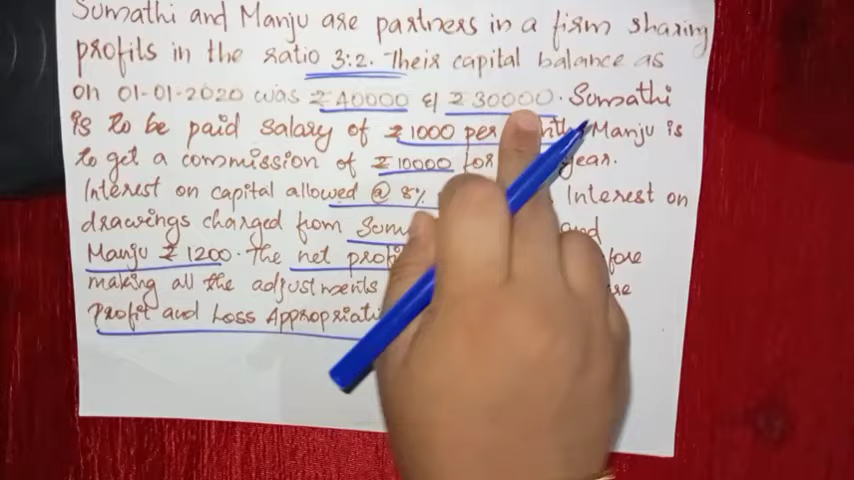 Sumathi and Manju are partners in a firm sharing
profits in the ratio 3:2. Their capital balance as
on 01-01-2020 was ₹ 40000 & ₹ 30000. Sumathi
is to be paid salary of ₹ 1000 per Manju is
to get a commission of ₹ 10000 for year.
Interest on capital allowed @ 8% Interest on
drawings charged from and
Manju ₹ 1200. The net
making all the adjustments
Profit and Loss